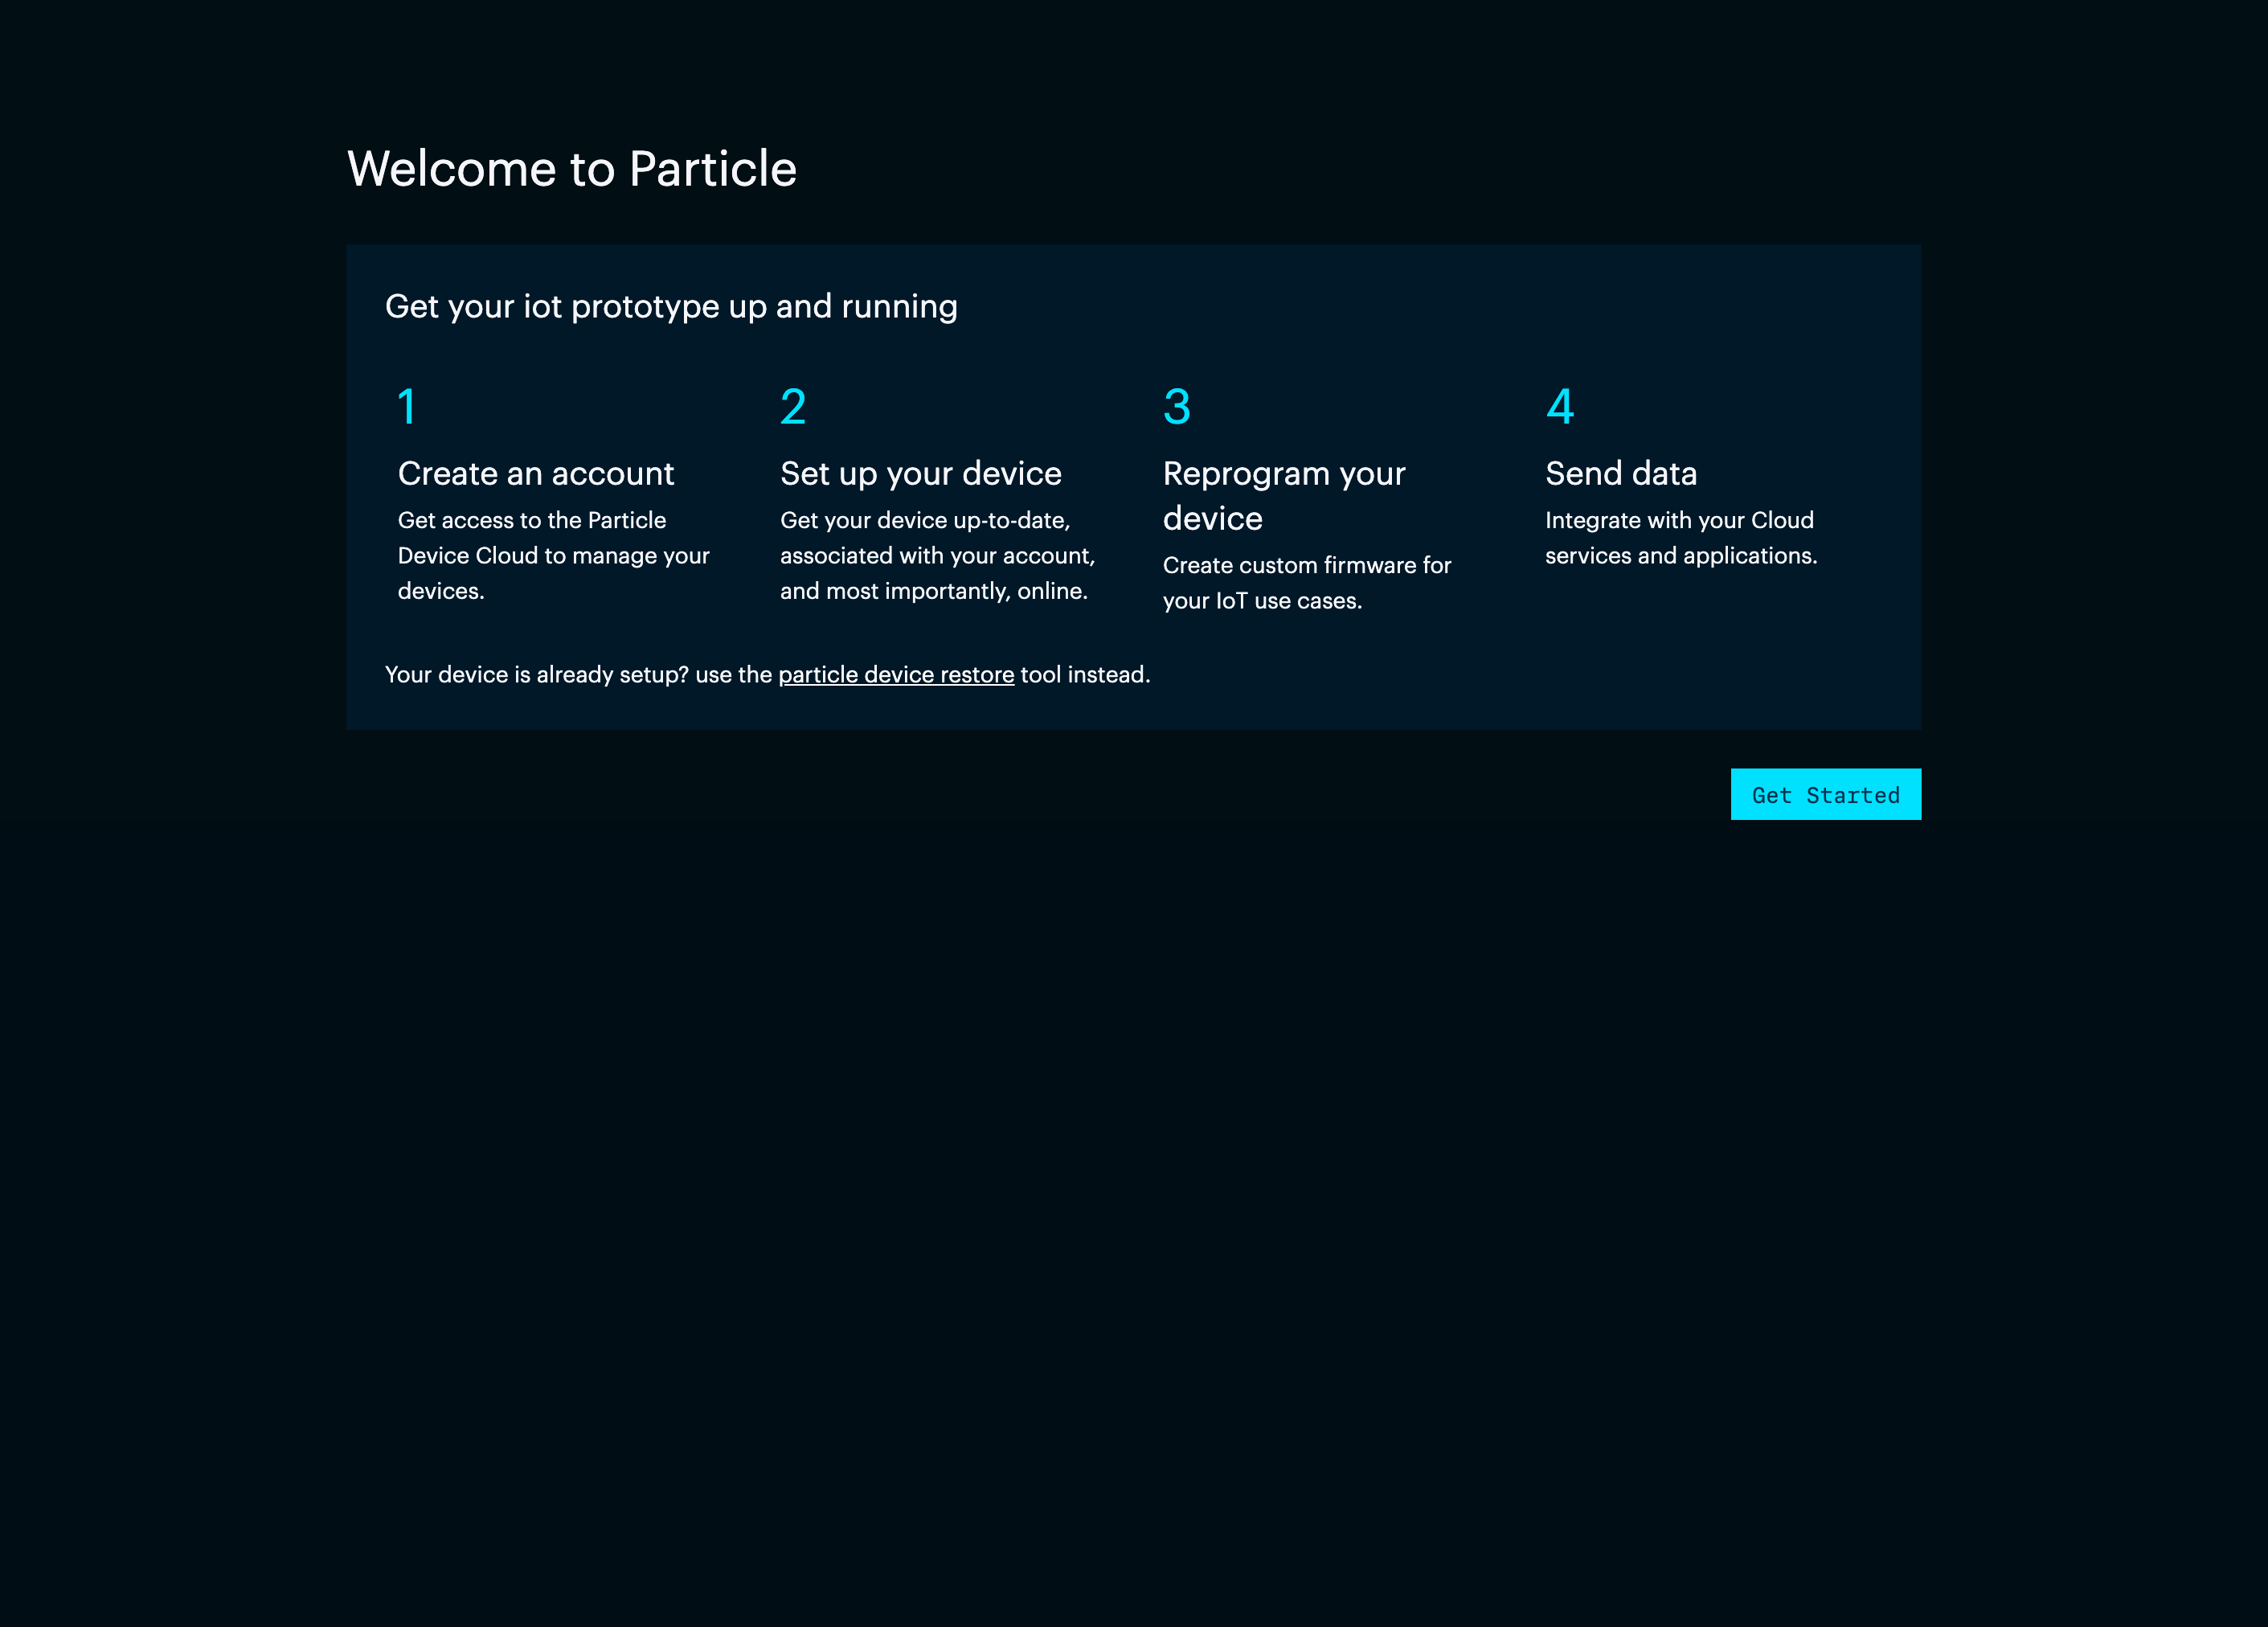 Welcome to Particle
Get your iot prototype up and running
1
Create an account
Get access to the Particle
Device Cloud to manage your
devices.
2
Set up your device
Get your device up-to-date,
associated with your account,
and most importantly, online.
3
Reprogram your
device
Create custom firmware for
your IoT use cases.
4
Send data
Integrate with your Cloud
services and applications.
Your device is already setup? use the particle device restore tool instead.
Get Started